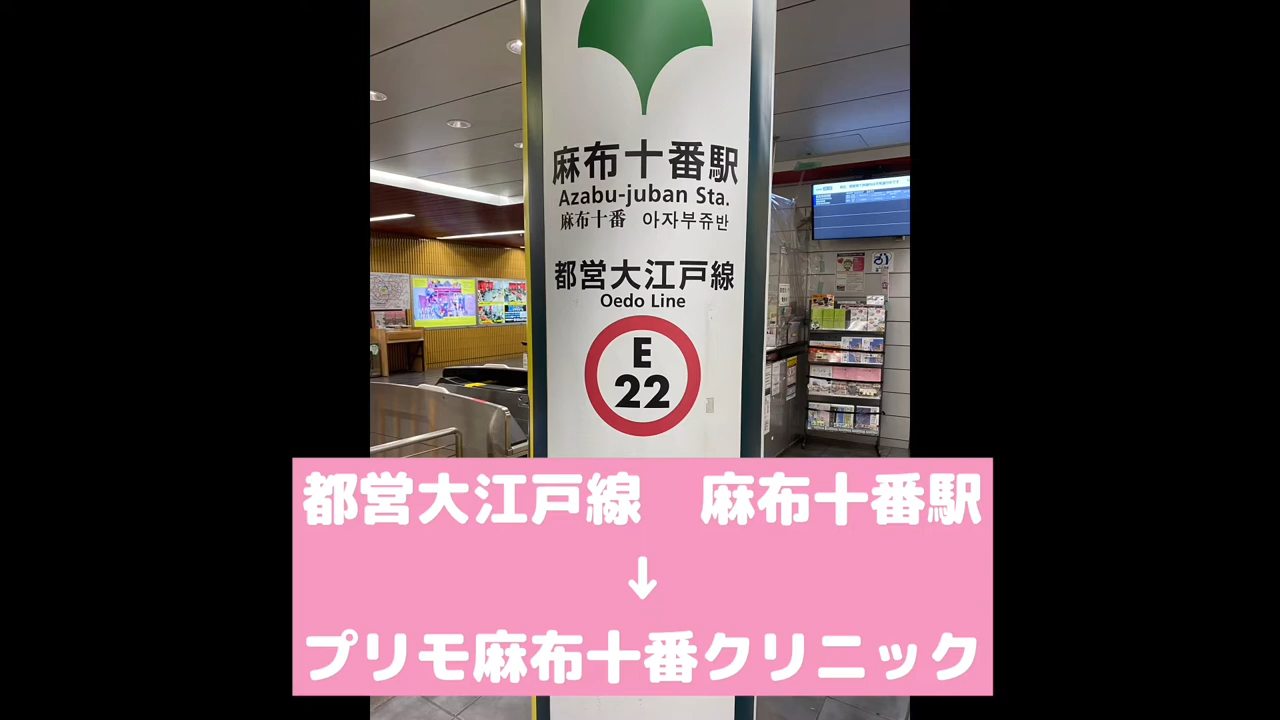 麻布十番駅
Azabu-juban Sta.
麻布十番 아자부쥬반
都営大江戸線
Oedo Line
E
22
都営大江戸線　麻布十番駅
↓
プリモ麻布十番クリニック